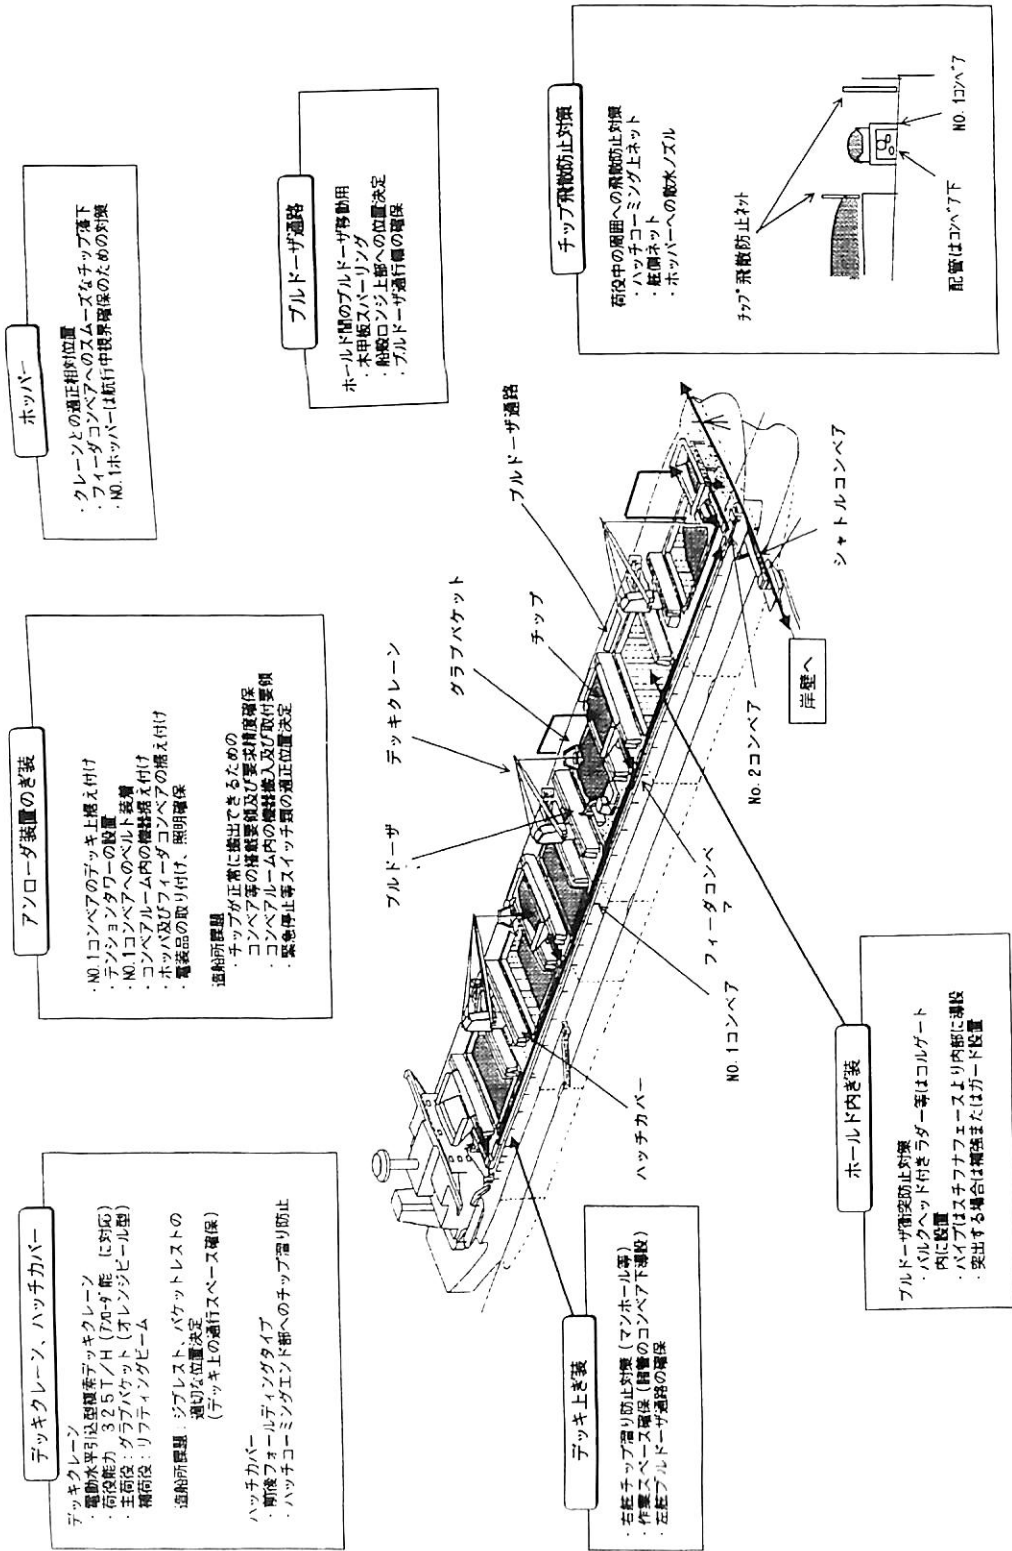 デッキクレーン、ハッチカバー
デッキクレーン
・電動水平引込型複索デッキクレーン
・荷役能力 325T/H (アンローダ能 に対応)
・主荷役:グラブバケット(オレンジピール型)
補荷役:リフティングビーム
造船所課題:ジブレスト、バケットレストの
適切な位置決定
(デッキ上の通行スペース確保)
ハッチカバー
・前後フォールディングタイプ
・ハッチコーミングエンド部へのチップ溜り防止
アンローダ装置のぎ装
・NO.1コンベアのデッキ上据え付け
・テンションタワーの設置
・NO.1コンベアへのベルト装着
・コンベアルーム内の機器据え付け
・ホッパ及びフィーダコンベアの据え付け
・電装品の取り付け、照明確保
造船所課題
・チップが正常に搬出できるための
コンベア等の搭載要領及び要求精度確保
・コンベアルーム内の機器搬入及び取付要領
・緊急停止等スイッチ類の適正位置決定
ホッパー
・クレーンとの適正相対位置
・フィーダコンベアへのスムーズなチップ落下
・NO.1ホッパーは航行中視界確保のための対策
ブルドーザ通路
ホールド間のブルドーザ移動用
・木甲板スパーリング
・船殻ロンジ上部への位置決定
・ブルドーザ通行幅の確保
ブルドーザ
デッキクレーン
グラブバケット
チップ
ブルドーザ通路
ハッチカバー
NO.1コンベア
フィーダコンベ
ア
No.2コンベア
シャトルコンベア
岸壁へ
デッキ上ぎ装
・右舷チップ溜り防止対策(マンホール等)
・作業スペース確保(諸管のコンベア下導設)
・左舷ブルドーザ通路の確保
ホールド内ぎ装
ブルドーザ衝突防止対策
・バルクヘッド付きラダー等はコルゲート
内に設置
・パイプはスチフナフェースより内部に導設
・突出する場合は補強またはガード設置
チップ飛散防止対策
荷役中の周囲への飛散防止対策
・ハッチコーミング上ネット
・舷側ネット
・ホッパーへの散水ノズル
チップ飛散防止ネット
配管はコンベア下
NO.1コンベア